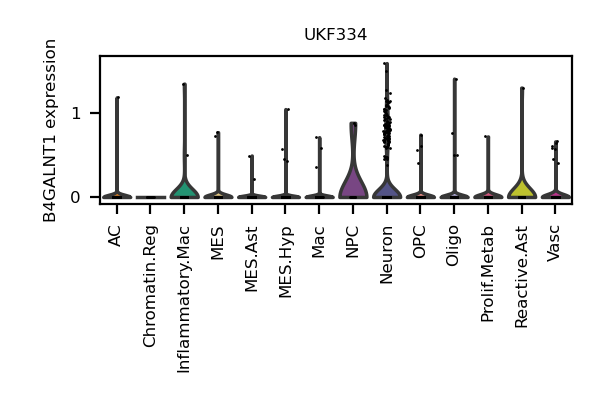 UKF334
B4GALNT1 expression
1
0
AC
Chromatin.Reg
Inflammatory.Mac
MES
MES.Ast
MES.Hyp
Mac
NPC
Neuron
OPC
Oligo
Prolif.Metab
Reactive.Ast
Vasc